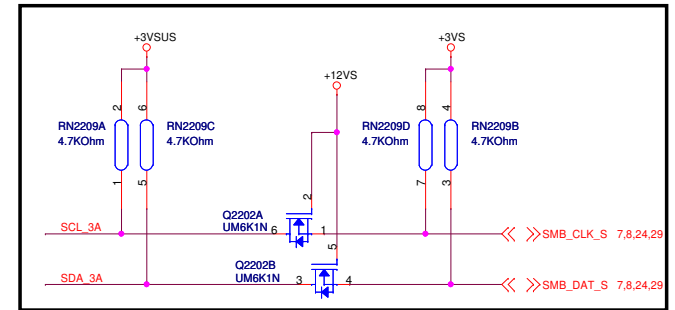 +3VSUS
+3VS
+12VS
2
6
8
4
RN2209A
4.7KOhm
RN2209C
4.7KOhm
RN2209D
4.7KOhm
RN2209B
4.7KOhm
1
5
7
3
2
Q2202A
UM6K1N
6
1
SCL_3A
SMB_CLK_S 7,8,24,29
5
Q2202B
UM6K1N
3
4
SDA_3A
SMB_DAT_S 7,8,24,29